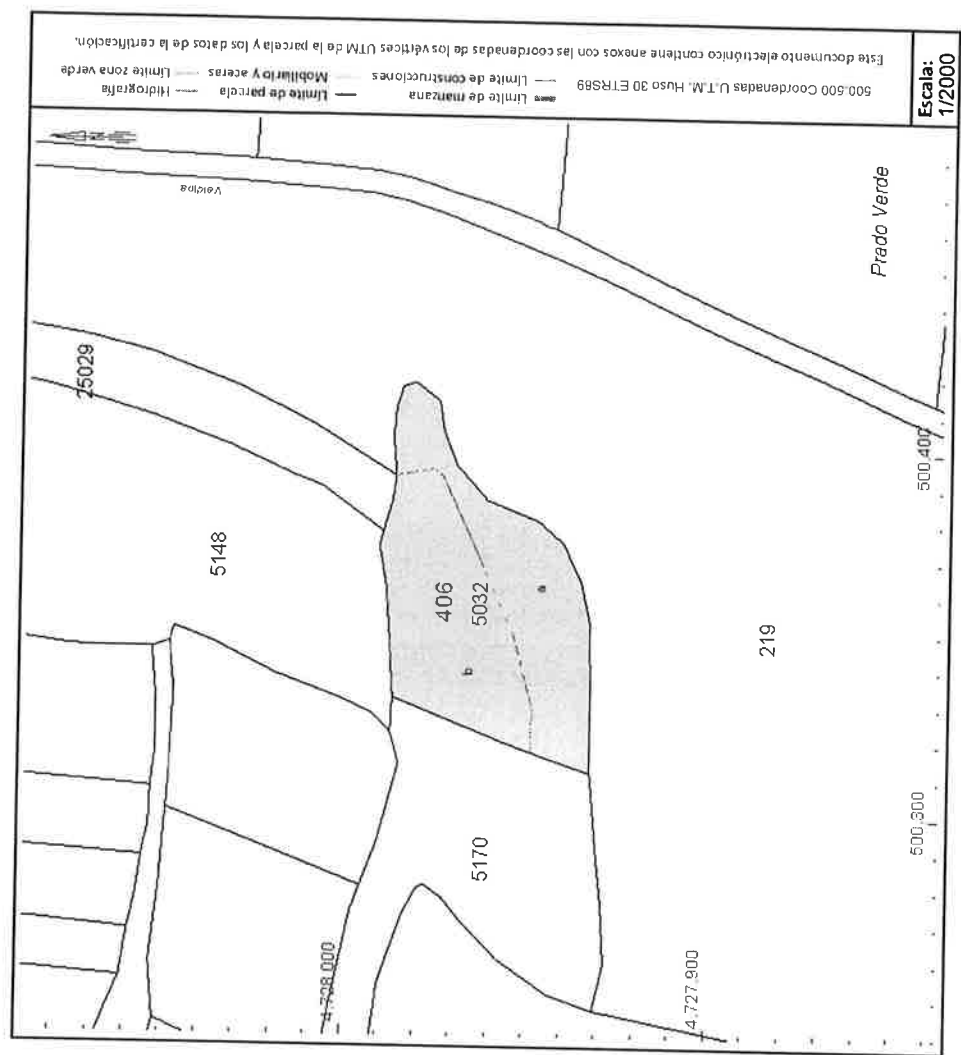 Este documento electrónico contiene anexos con las coordenadas de los vértices UTM de la parcela y los datos de la certificación.
500.500 Coordenadas U.T.M. Huso 30 ETRS89
Límite de manzana
Límite de construcciones
Límite de parcela
Mobiliario y aceras
Hidrografía
Límite zona verde
Escala:
1/2000
25029
5148
406
5032
b
a
5170
219
Prado Verde
4.728.000
4.727.900
500.300
500.400